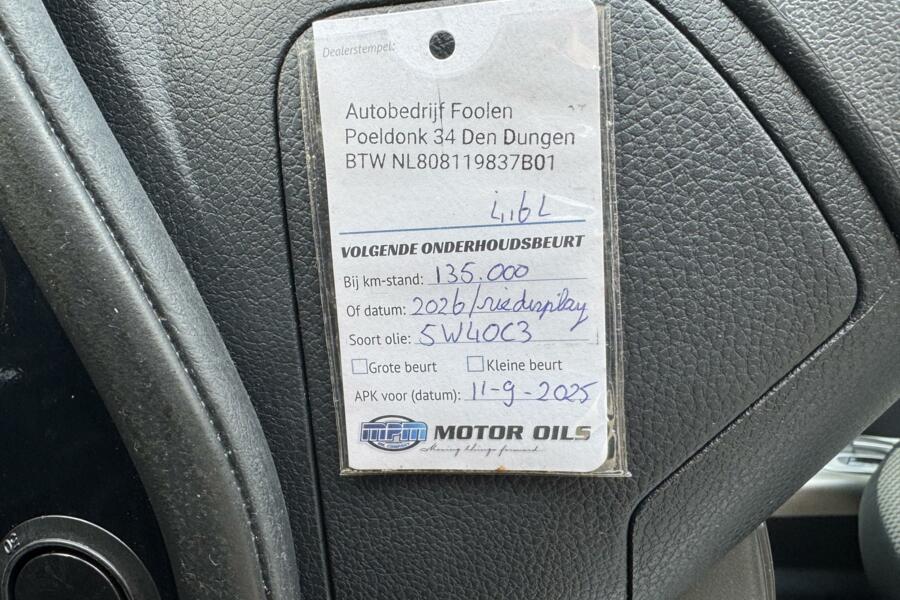 Dealerstempel:
Autobedrijf Foolen
Poeldonk 34 Den Dungen
BTW NL808119837B01
4,6L
VOLGENDE ONDERHOUDSBEURT
Bij km-stand: 135.000
Of datum: 2026/riedisplay
Soort olie: 5W40C3
Grote beurt Kleine beurt
APK voor (datum): 11-9-2025
mpm MOTOR OILS
Moving things forward